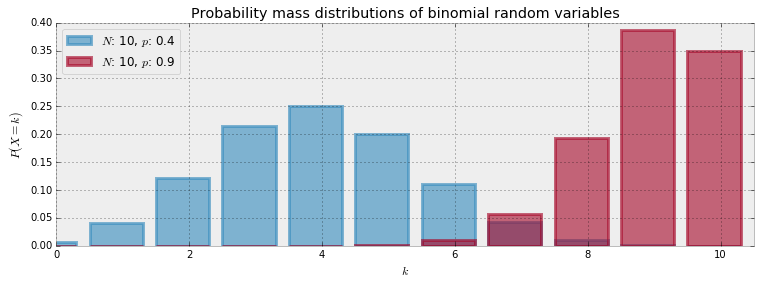 Probability mass distributions of binomial random variables
N: 10, p: 0.4
N: 10, p: 0.9
P(X = k)
0.40
0.35
0.30
0.25
0.20
0.15
0.10
0.05
0.00
0 2 4 6 8 10
k